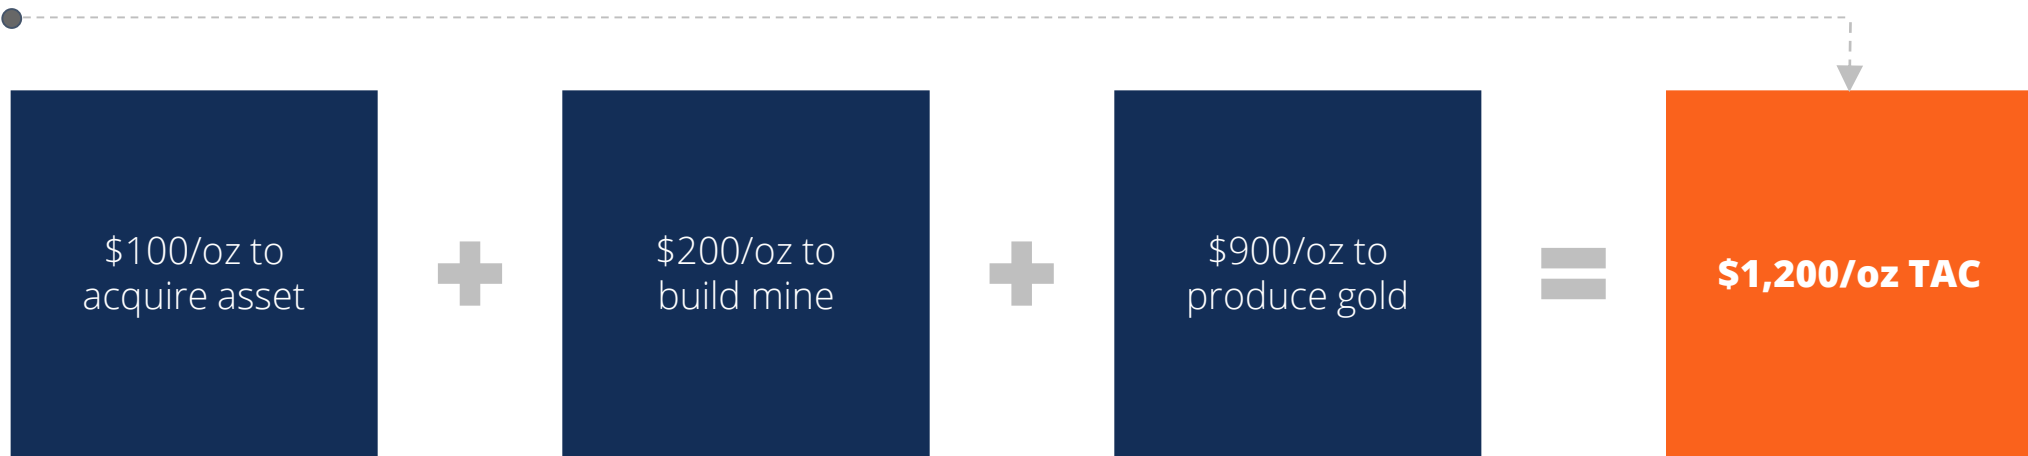 $100/oz to
acquire asset
$200/oz to
build mine
$900/oz to
produce gold
$1,200/oz TAC